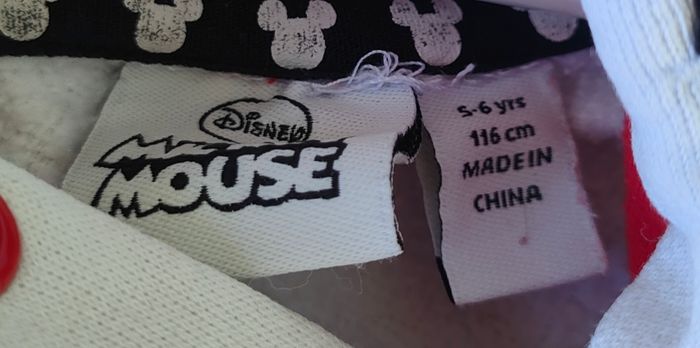 DISNEY
MOUSE
5-6 yrs
116 cm
MADE IN
CHINA